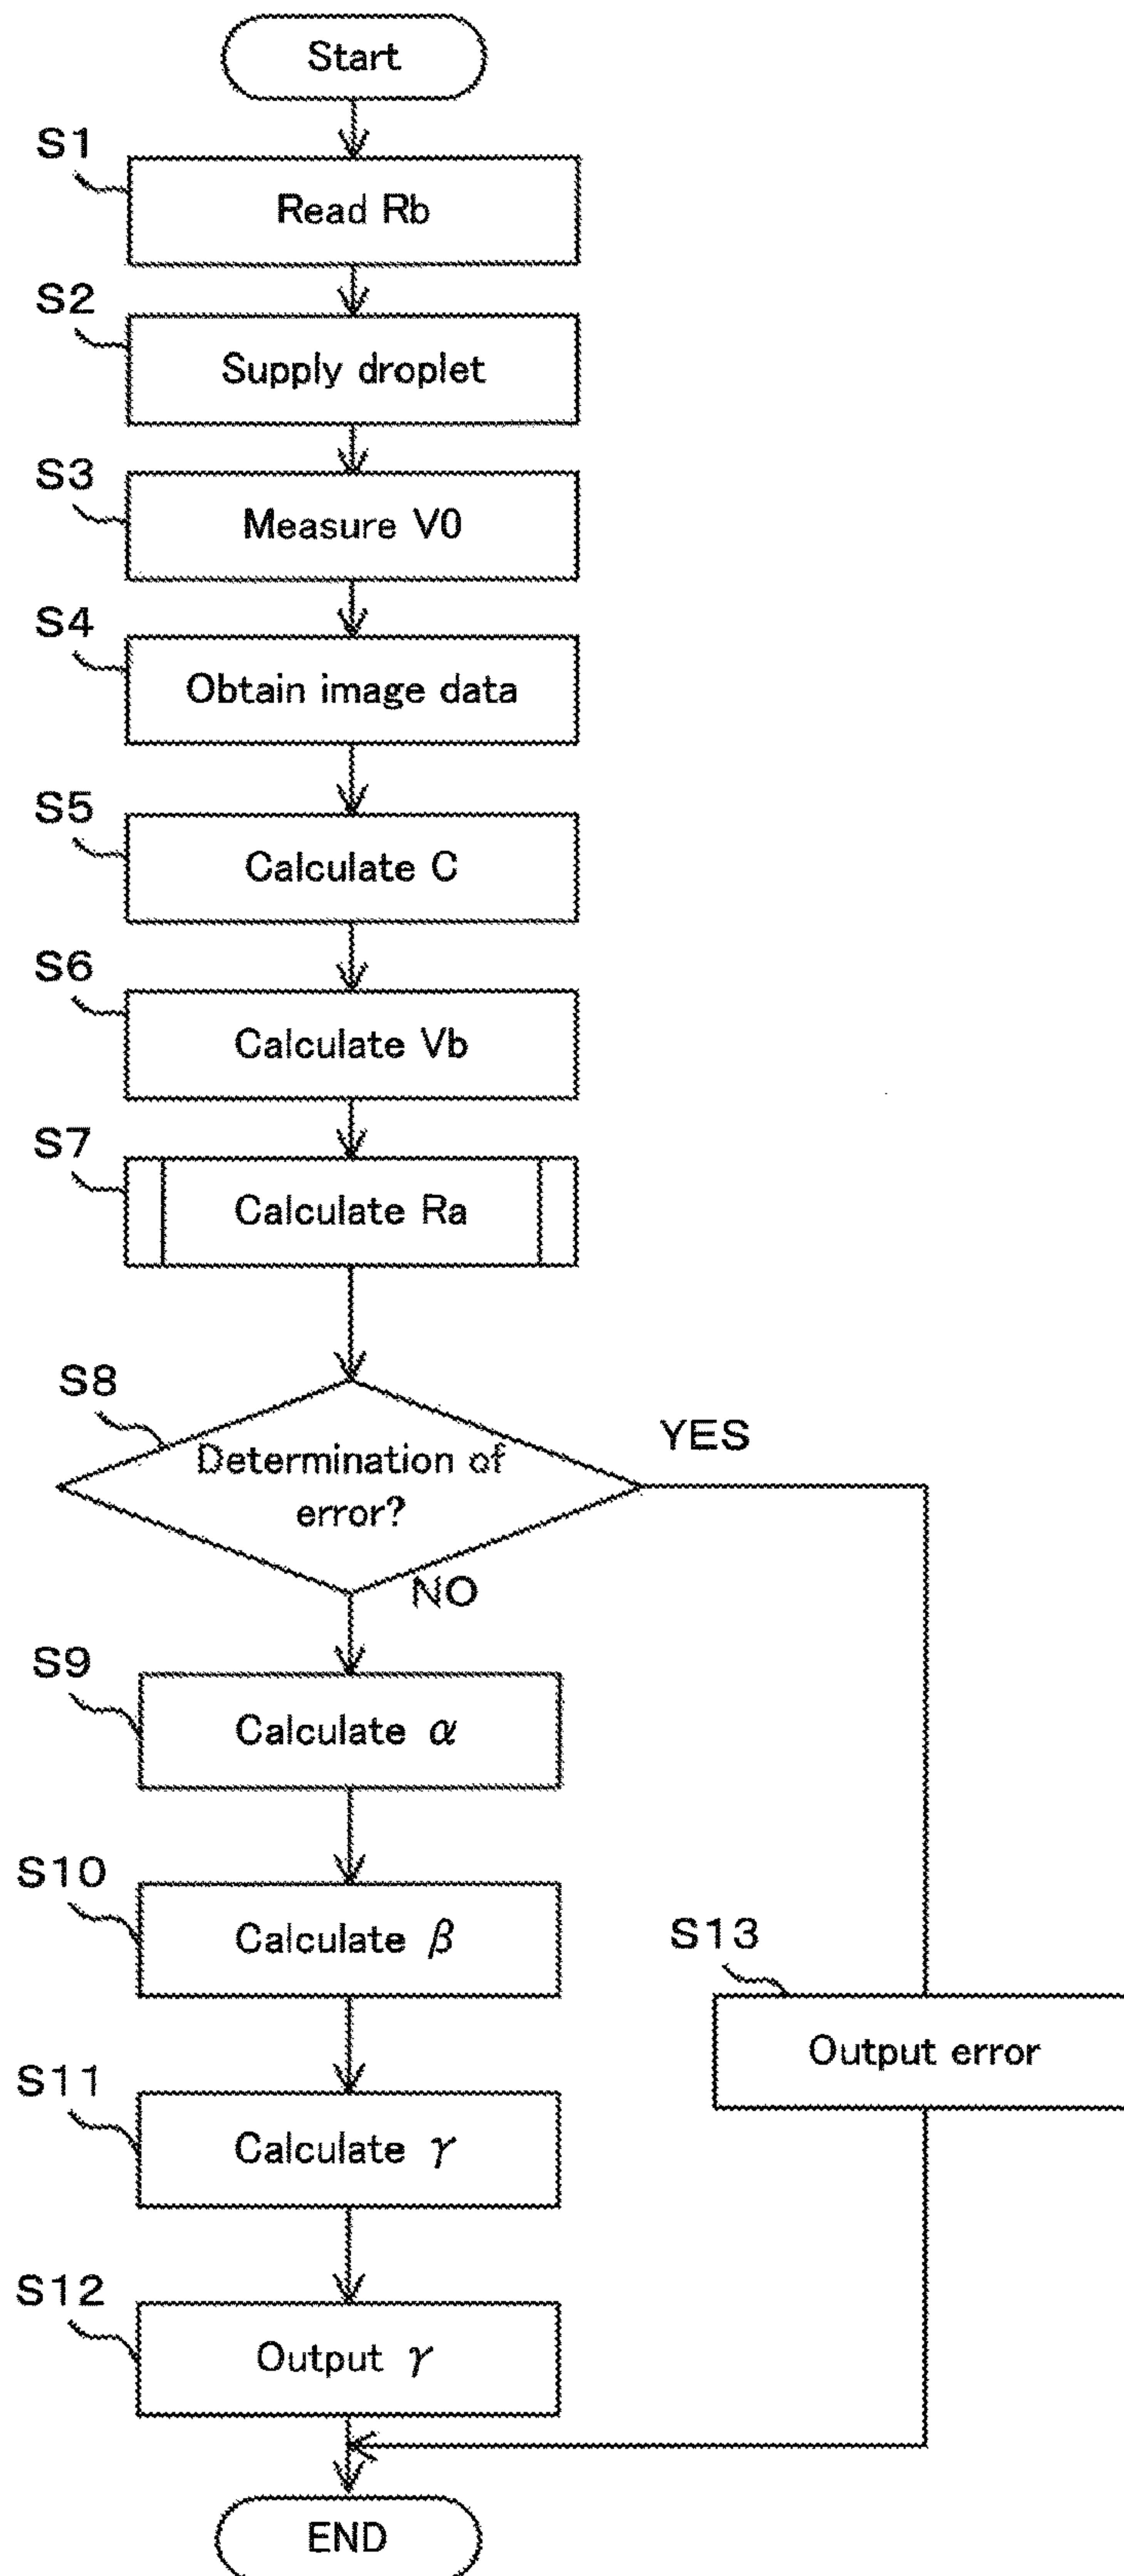 Start
S1
Read Rb
S2
Supply droplet
S3
Measure V0
S4
Obtain image data
S5
Calculate C
S6
Calculate Vb
S7
Calculate Ra
S8
Determination of
error?
YES
NO
S9
Calculate α
S10
Calculate β
S13
Output error
S11
Calculate γ
S12
Output γ
END